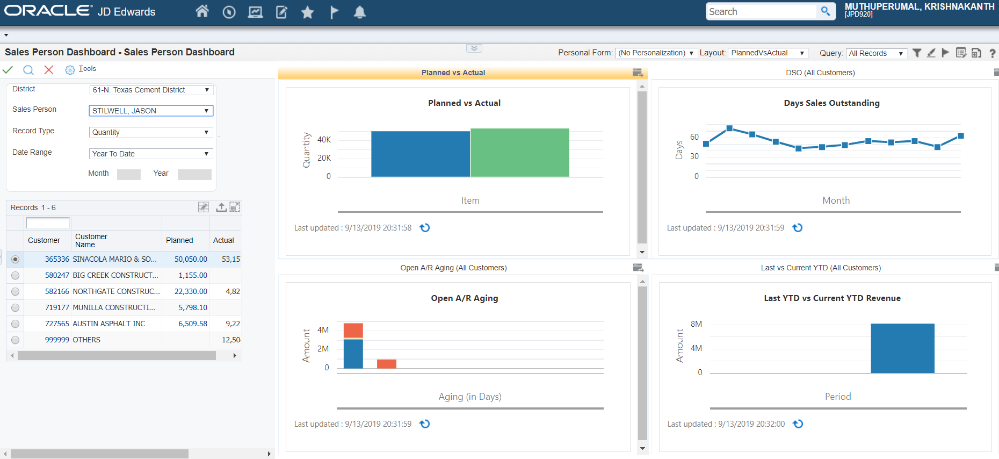 ORACLE® JD Edwards
Search
MUTHUPERUMAL, KRISHNAKANTH
[JPD920]
Sales Person Dashboard - Sales Person Dashboard
Personal Form: (No Personalization) Layout: PlannedVsActual Query: All Records
Tools
District 61-N. Texas Cement District
Sales Person STILWELL, JASON
Record Type Quantity
.
Date Range Year To Date
Month Year
Records 1 - 6
Customer Customer Name Planned Actual
365336 SINACOLA MARIO & SO... 50,050.00 53,15
580247 BIG CREEK CONSTRUCT... 1,155.00
582166 NORTHGATE CONSTRUC... 22,330.00 4,82
719177 MUNILLA CONSTRUCTI... 5,798.10
727565 AUSTIN ASPHALT INC 6,509.58 9,22
999999 OTHERS 12,50
Planned vs Actual
Planned vs Actual
Quantity
40K
20K
0
Item
Last updated : 9/13/2019 20:31:58
DSO (All Customers)
Days Sales Outstanding
Days
60
30
0
Month
Last updated : 9/13/2019 20:31:59
Open A/R Aging (All Customers)
Open A/R Aging
Amount
4M
2M
0
Aging (in Days)
Last updated : 9/13/2019 20:31:59
Last vs Current YTD (All Customers)
Last YTD vs Current YTD Revenue
Amount
8M
4M
0
Period
Last updated : 9/13/2019 20:32:00